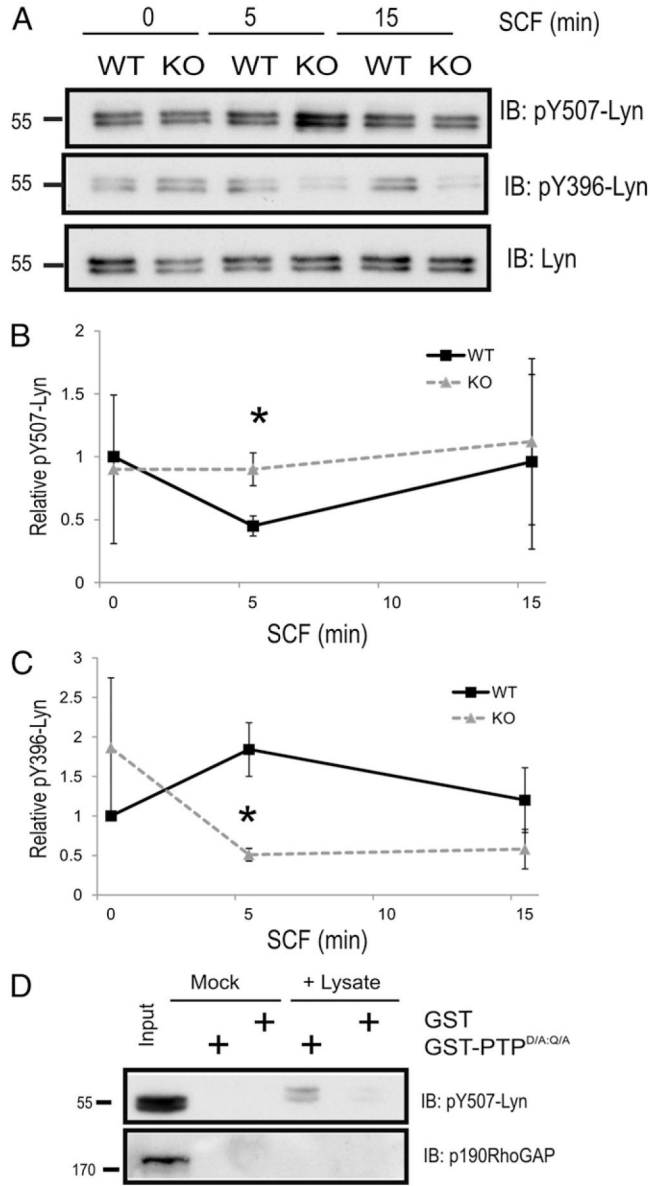 A
0 5 15 SCF (min)
WT KO WT KO WT KO
55 IB: pY507-Lyn
55 IB: pY396-Lyn
55 IB: Lyn
B
2
1.5
1
0.5
0
Relative pY507-Lyn
WT
KO
*
0 5 10 15
SCF (min)
C
3
2.5
2
1.5
1
0.5
0
Relative pY396-Lyn
WT
KO
*
0 5 10 15
SCF (min)
D
Mock + Lysate
Input
+ + GST
+ + GST-PTP^D/A:Q/A
55 IB: pY507-Lyn
170 IB: p190RhoGAP